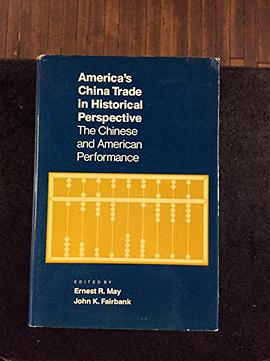 America's
China Trade
in Historical
Perspective
The Chinese
and American
Performance
EDITED BY
Ernest R. May
John K. Fairbank